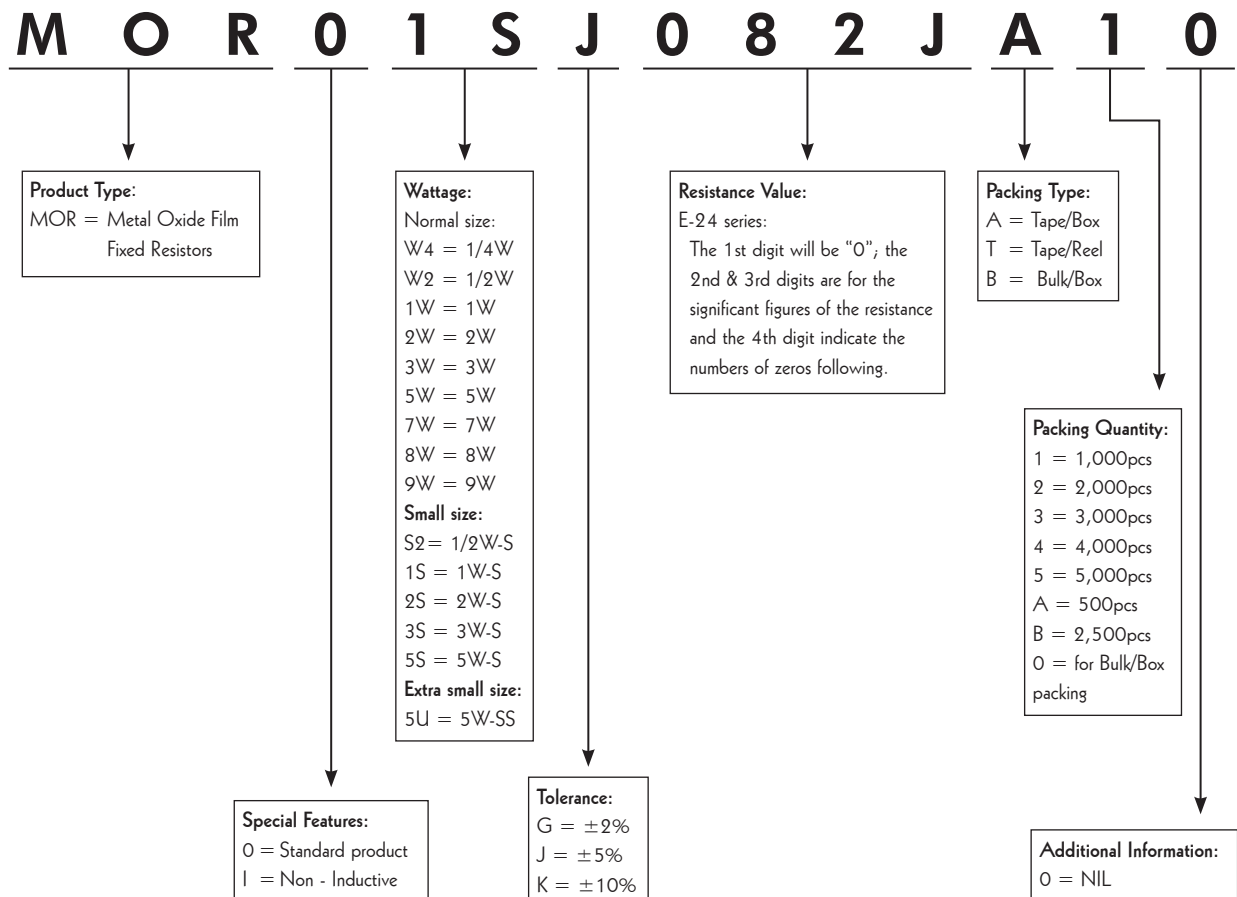 M O R 0 1 S J 0 8 2 J A 1 0
Product Type:
MOR = Metal Oxide Film
Fixed Resistors
Wattage:
Normal size:
W4 = 1/4W
W2 = 1/2W
1W = 1W
2W = 2W
3W = 3W
5W = 5W
7W = 7W
8W = 8W
9W = 9W
Small size:
S2= 1/2W-S
1S = 1W-S
2S = 2W-S
3S = 3W-S
5S = 5W-S
Extra small size:
5U = 5W-SS
Resistance Value:
E-24 series:
The 1st digit will be “0”; the
2nd & 3rd digits are for the
significant figures of the resistance
and the 4th digit indicate the
numbers of zeros following.
Packing Type:
A = Tape/Box
T = Tape/Reel
B = Bulk/Box
Packing Quantity:
1 = 1,000pcs
2 = 2,000pcs
3 = 3,000pcs
4 = 4,000pcs
5 = 5,000pcs
A = 500pcs
B = 2,500pcs
0 = for Bulk/Box
packing
Special Features:
0 = Standard product
I = Non - Inductive
Tolerance:
G = ±2%
J = ±5%
K = ±10%
Additional Information:
0 = NIL